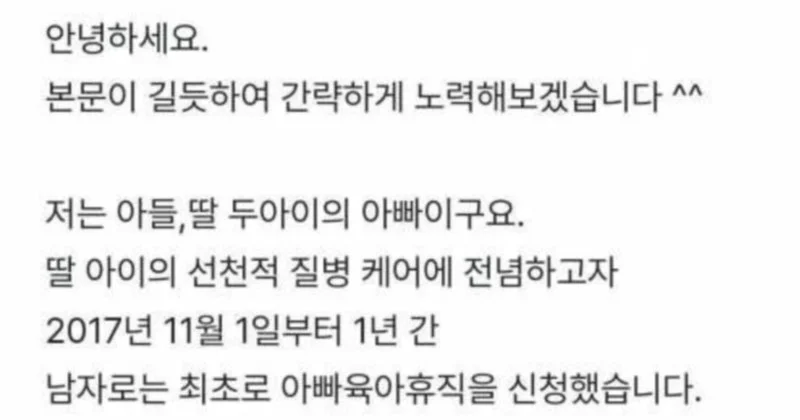 안녕하세요.
본문이 길듯하여 간략하게 노력해보겠습니다 ^^
저는 아들,딸 두아이의 아빠이구요.
딸 아이의 선천적 질병 케어에 전념하고자
2017년 11월 1일부터 1년 간
남자로는 최초로 아빠육아휴직을 신청했습니다.